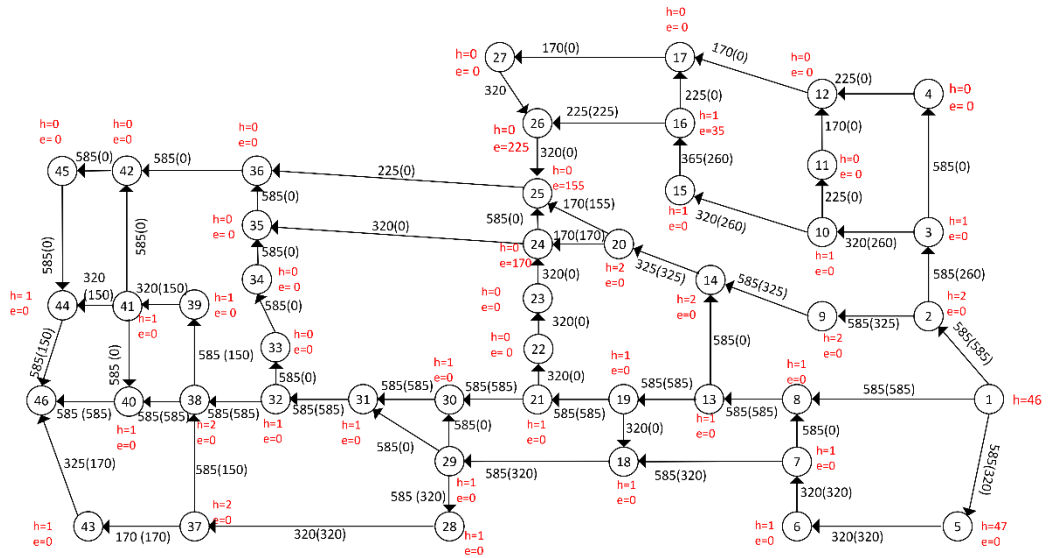 h=0
e= 0
h=0
e= 0
27
170(0)
17
170(0)
h=0
e= 0
12
225(0)
4
h=0
e= 0
320
225(0)
h=0
e=225
26
225(225)
16
h=1
e=35
170(0)
h=0
e= 0
h=0
e= 0
h=0
e= 0
320(0)
365(260)
11
h=0
e= 0
585(0)
45
585(0)
42
585(0)
36
225(0)
h=0
e=155
25
15
h=1
e=0
225(0)
585(0)
170(155)
320(260)
h=0
e= 0
35
320(0)
585(0)
170(170)
24
20
h=0
e=170
h=2
e=0
10
h=1
e=0
320(260)
3
h=1
e=0
585(0)
585(0)
585(0)
34
h=0
e=0
320(0)
325(325)
14
h=2
e=0
585(260)
h= 1
e=0
44
320
(150)
41
320(150)
39
h=1
e= 0
h=1
e=0
585(0)
h=0
e= 0
23
585(325)
9
h=2
e=0
585(325)
2
h=2
e=0
585(150)
585 (0)
585 (150)
33
h=0
e=0
320(0)
h=0
e= 0
22
585(0)
585(585)
46
585 (585)
40
585(585)
38
585(585)
32
585(0)
585(585)
31
h=1
e=0
585(585)
30
585(585)
320(0)
21
585(585)
h=1
e=0
19
585(585)
13
585(585)
h=1
e=0
8
585(585)
1
h=46
h=1
e=0
h=2
e=0
h=1
e=0
h=1
e=0
585(0)
585(0)
h=1
e=0
320(0)
h=1
e=0
585(0)
585(320)
325(170)
585(150)
29
h=1
e=0
585(320)
18
h=1
e=0
585(320)
7
h=1
e=0
585 (320)
320(320)
h=1
e=0
43
170 (170)
37
h=2
e=0
320(320)
28
h=1
e=0
h=1
e=0
6
320(320)
5
h=47
e=0